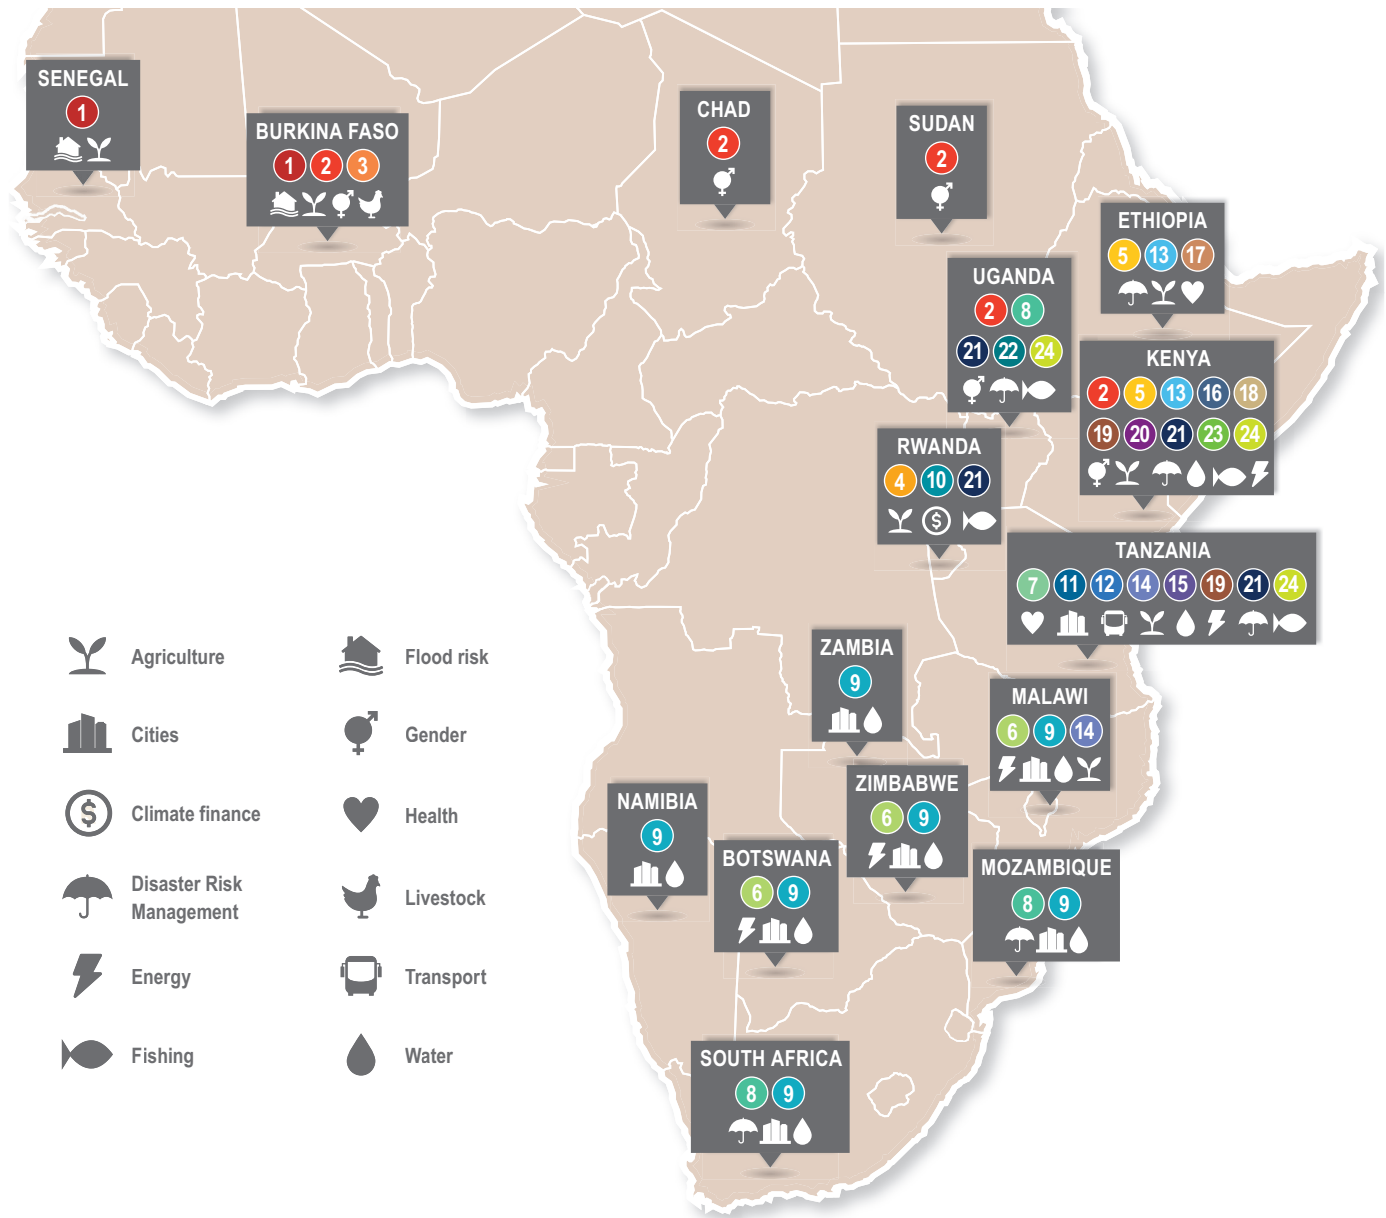 SENEGAL
1
BURKINA FASO
1 2 3
CHAD
2
SUDAN
2
ETHIOPIA
5 13 17
UGANDA
2 8
21 22 24
KENYA
2 5 13 16 18
19 20 21 23 24
RWANDA
4 10 21
TANZANIA
7 11 12 14 15 19 21 24
ZAMBIA
9
MALAWI
6 9 14
ZIMBABWE
6 9
NAMIBIA
9
BOTSWANA
6 9
MOZAMBIQUE
8 9
SOUTH AFRICA
8 9
Agriculture
Cities
$ Climate finance
Disaster Risk
Management
Energy
Fishing
Flood risk
Gender
Health
Livestock
Transport
Water